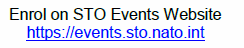 Enrol on STO Events Website
https://events.sto.nato.int